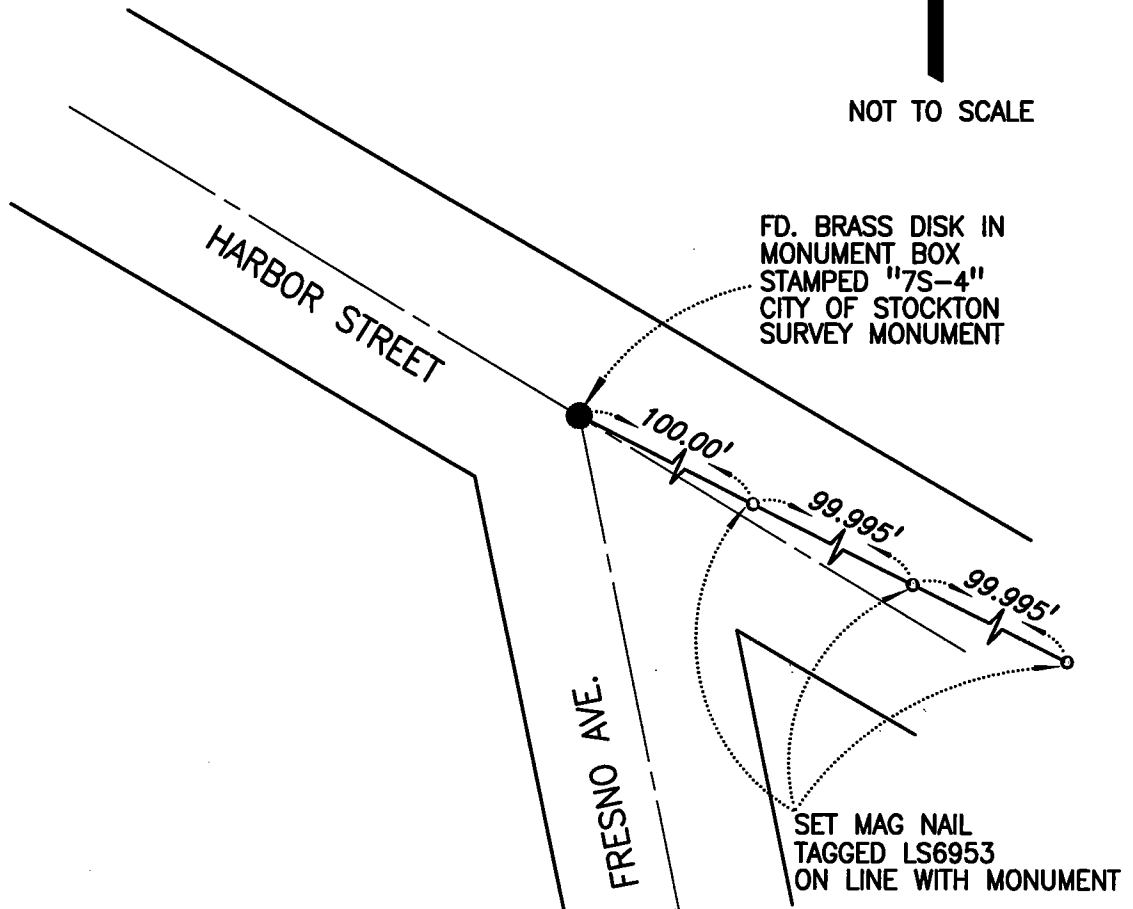 NOT TO SCALE
FD. BRASS DISK IN
MONUMENT BOX
STAMPED "7S-4"
CITY OF STOCKTON
SURVEY MONUMENT
HARBOR STREET
100.00'
99.995'
99.995'
FRESNO AVE.
SET MAG NAIL
TAGGED LS6953
ON LINE WITH MONUMENT